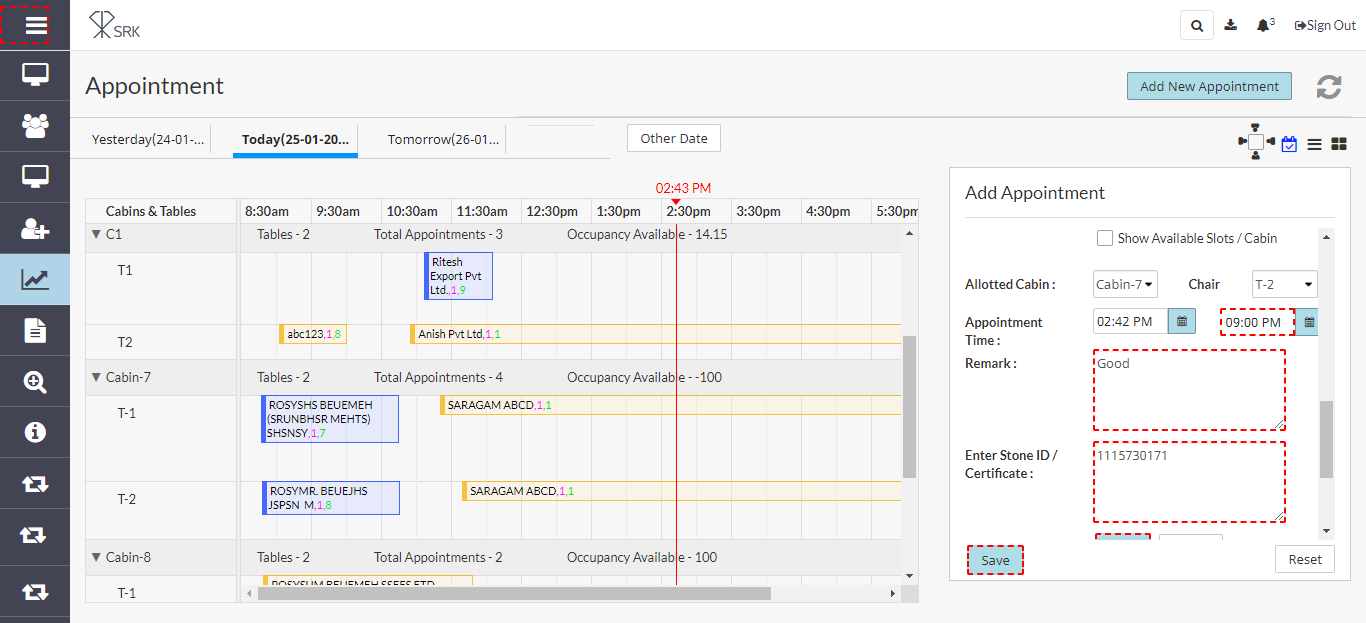 SRK
3
Sign Out
Appointment
Add New Appointment
Yesterday(24-01-...
Today(25-01-20...
Tomorrow(26-01...
Other Date
02:43 PM
Cabins & Tables
8:30am 9:30am 10:30am 11:30am 12:30pm 1:30pm 2:30pm 3:30pm 4:30pm 5:30pm
C1 Tables - 2 Total Appointments - 3 Occupancy Available - 14.15
T1
Ritesh
Export Pvt
Ltd.,1,9
T2
abc123,1,8
Anish Pvt Ltd,1,1
Cabin-7 Tables - 2 Total Appointments - 4 Occupancy Available - -100
T-1
ROSYSHS BEUEMEH
(SRUNBHSR MEHTS)
SHSNSY,1,7
SARAGAM ABCD,1,1
T-2
ROSYMR. BEUEJHS
JSPSN M,1,8
SARAGAM ABCD,1,1
Cabin-8 Tables - 2 Total Appointments - 2 Occupancy Available - 100
T-1
Add Appointment
Show Available Slots / Cabin
Allotted Cabin : Cabin-7 Chair T-2
Appointment
Time :
02:42 PM 09:00 PM
Remark : Good
Enter Stone ID /
Certificate :
1115730171
Save Reset